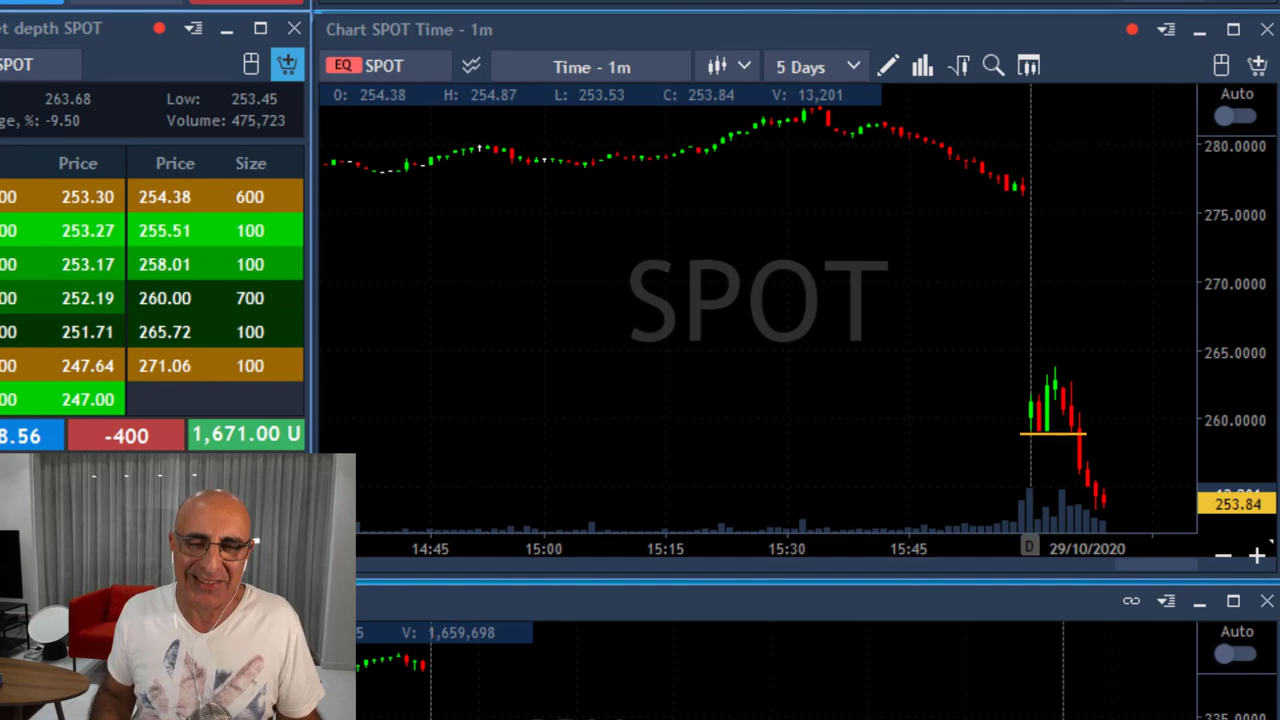 et depth SPOT
SPOT
263.68 Low: 253.45
ge, %: -9.50 Volume: 475,723
Price Price Size
00 253.30 254.38 600
00 253.27 255.51 100
00 253.17 258.01 100
00 252.19 260.00 700
00 251.71 265.72 100
00 247.64 271.06 100
00 247.00
8.56 -400 1,671.00 U
Chart SPOT Time - 1m
EQ SPOT Time - 1m 5 Days
O: 254.38 H: 254.87 L: 253.53 C: 253.84 V: 13,201
Auto
280.0000
275.0000
SPOT
270.0000
265.0000
260.0000
253.84
14:45 15:00 15:15 15:30 15:45 D 29/10/2020
5 V: 1,659,698
Auto
335.0000